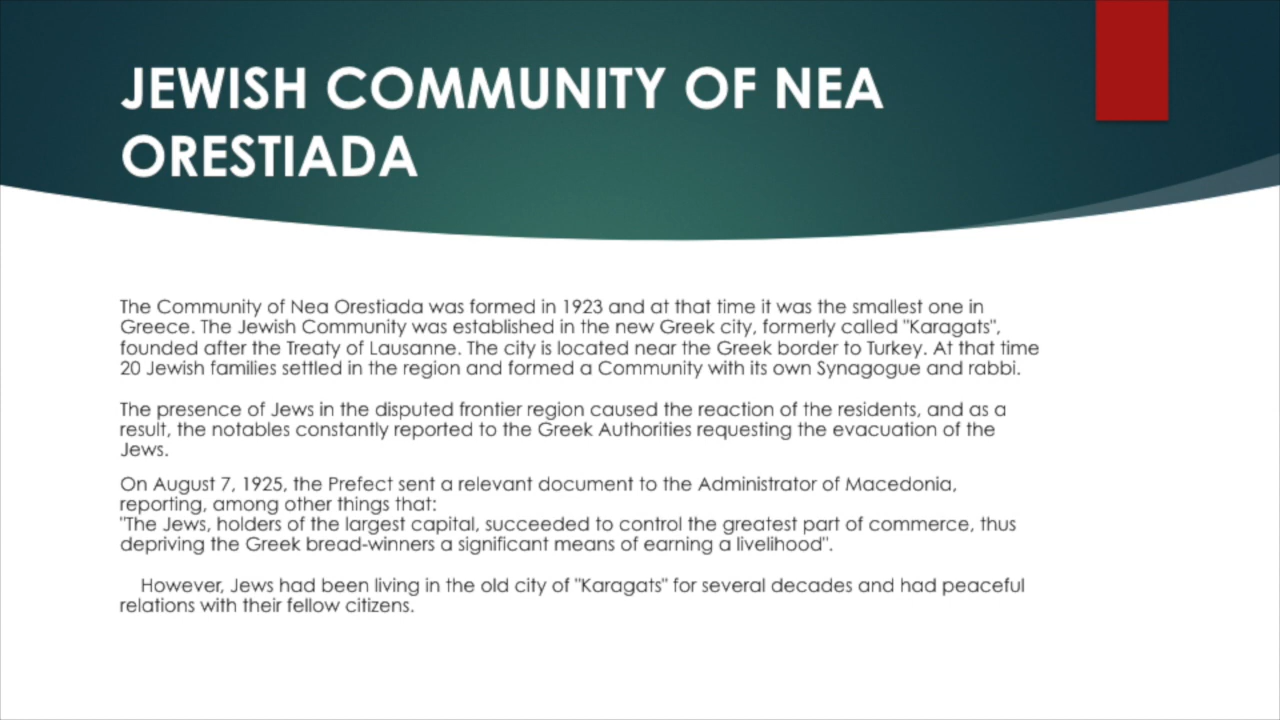 JEWISH COMMUNITY OF NEA
ORESTIADA
The Community of Nea Orestiada was formed in 1923 and at that time it was the smallest one in
Greece. The Jewish Community was established in the new Greek city, formerly called "Karagats",
founded after the Treaty of Lausanne. The city is located near the Greek border to Turkey. At that time
20 Jewish families settled in the region and formed a Community with its own Synagogue and rabbi.
The presence of Jews in the disputed frontier region caused the reaction of the residents, and as a
result, the notables constantly reported to the Greek Authorities requesting the evacuation of the
Jews.
On August 7, 1925, the Prefect sent a relevant document to the Administrator of Macedonia,
reporting, among other things that:
"The Jews, holders of the largest capital, succeeded to control the greatest part of commerce, thus
depriving the Greek bread-winners a significant means of earning a livelihood".
However, Jews had been living in the old city of "Karagats" for several decades and had peaceful
relations with their fellow citizens.